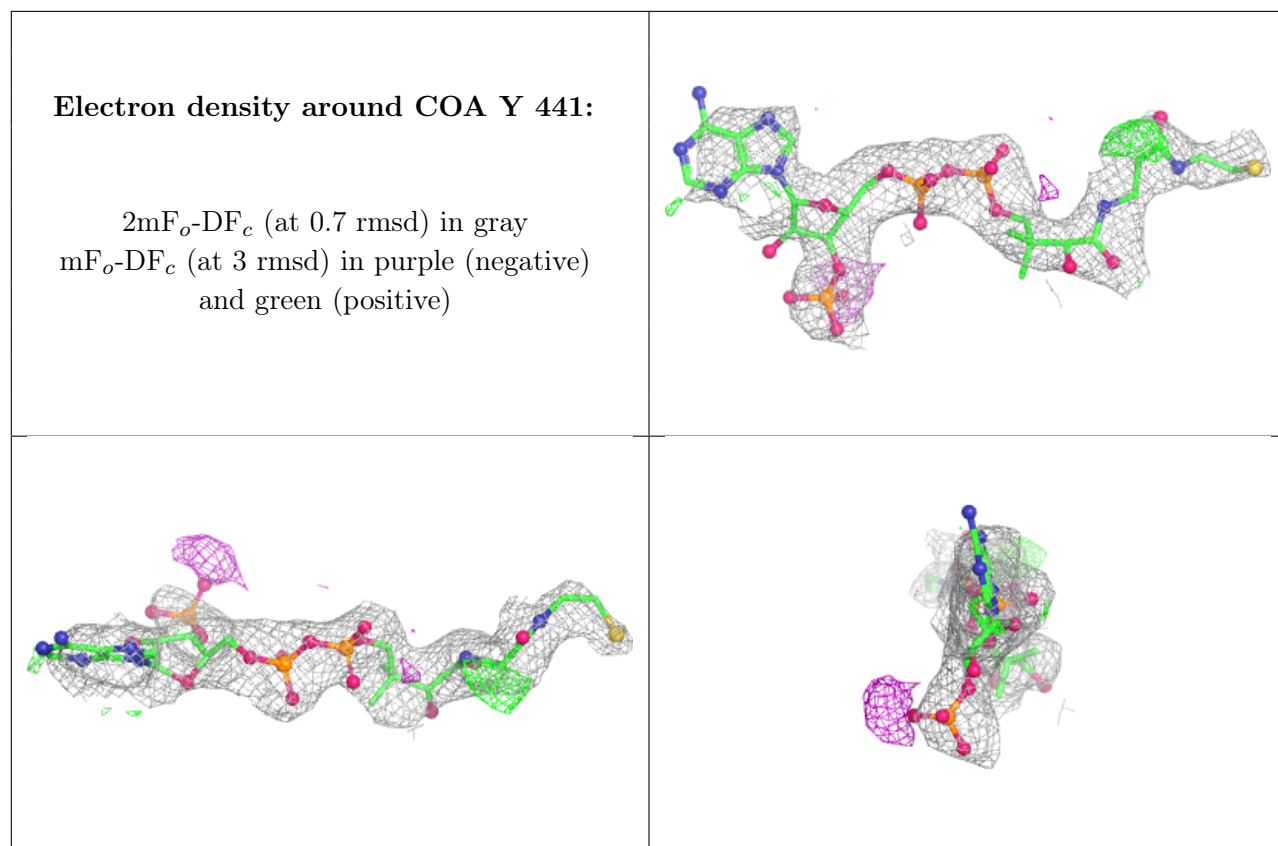 Electron density around COA Y 441:
2mFo-DFc (at 0.7 rmsd) in gray
mFo-DFc (at 3 rmsd) in purple (negative)
and green (positive)